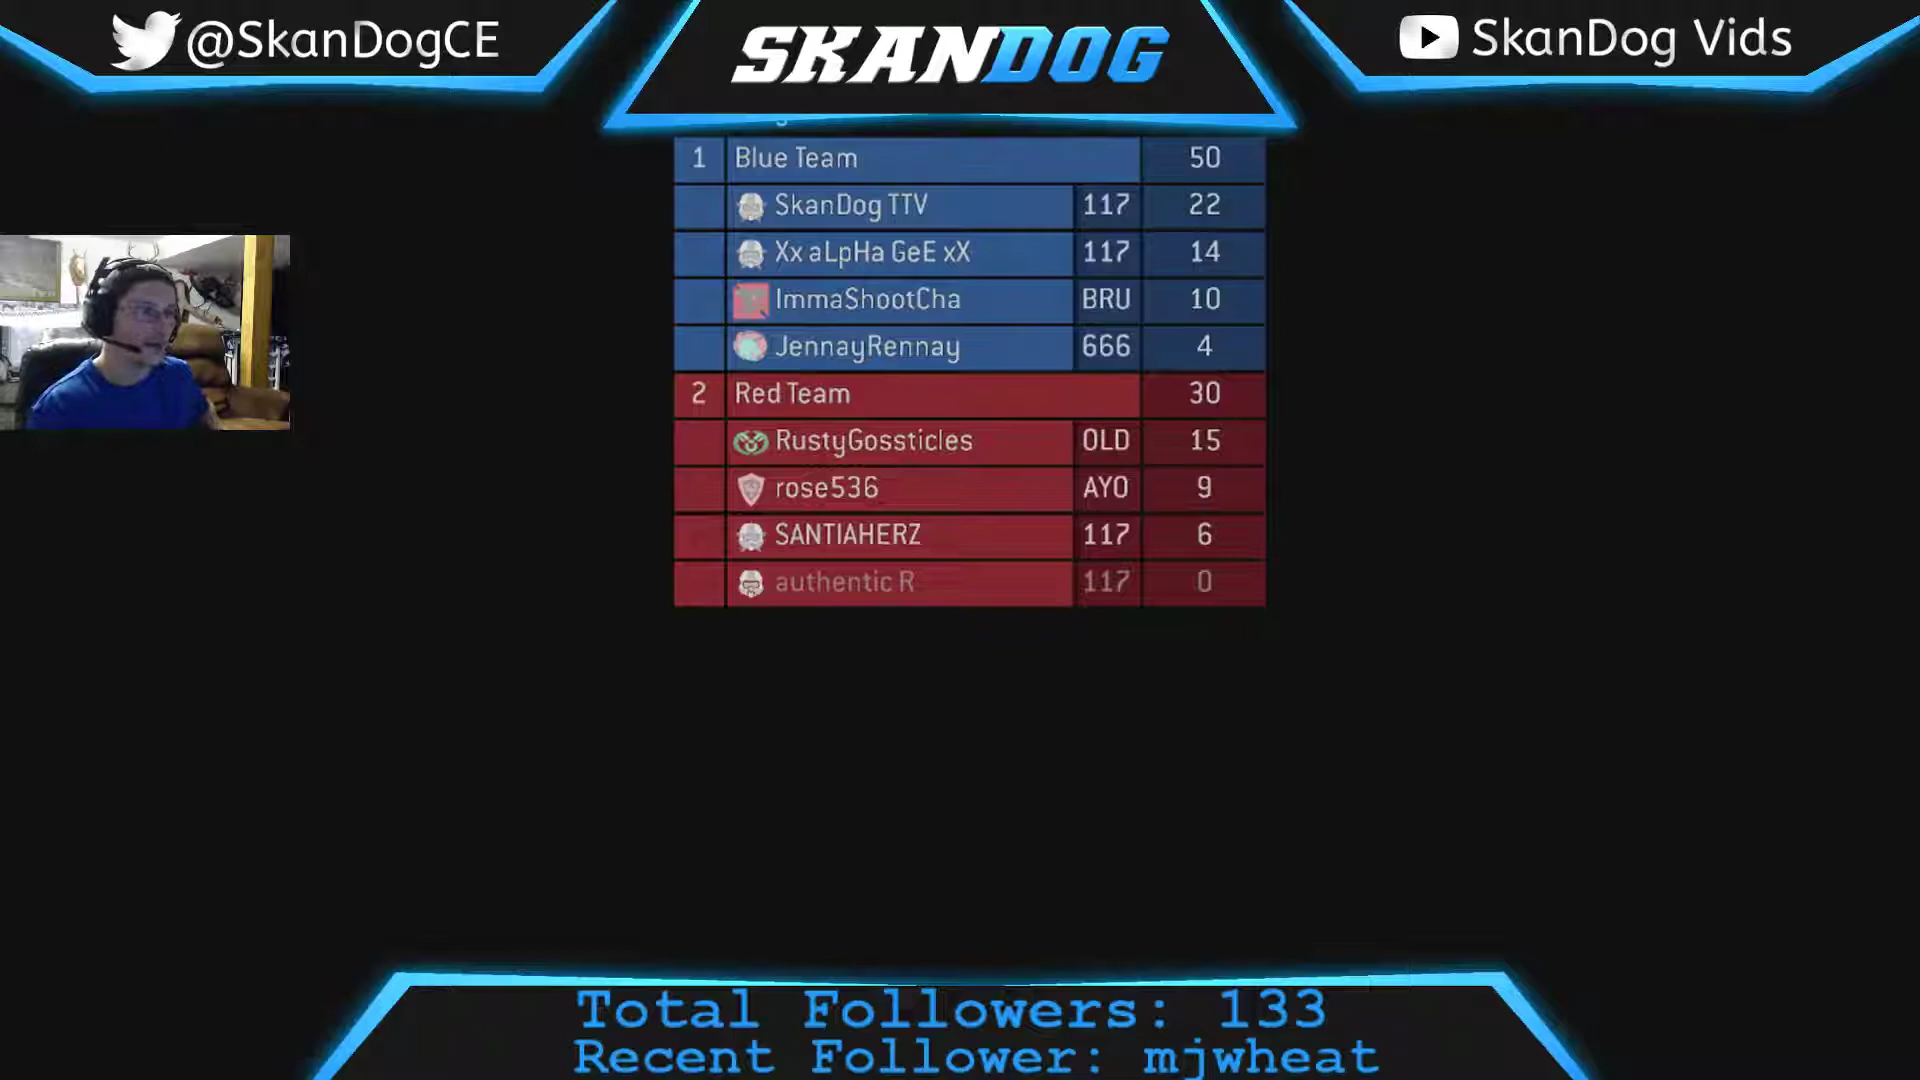 @SkanDogCE
SKANDOG
SkanDog Vids
1 Blue Team 50
SkanDog TTV 117 22
Xx aLpHa GeE xX 117 14
ImmaShootCha BRU 10
JennayRennay 666 4
2 Red Team 30
RustyGossticles OLD 15
rose536 AYO 9
SANTIAHERZ 117 6
authentic R 117 0
Total Followers: 133
Recent Follower: mjwheat